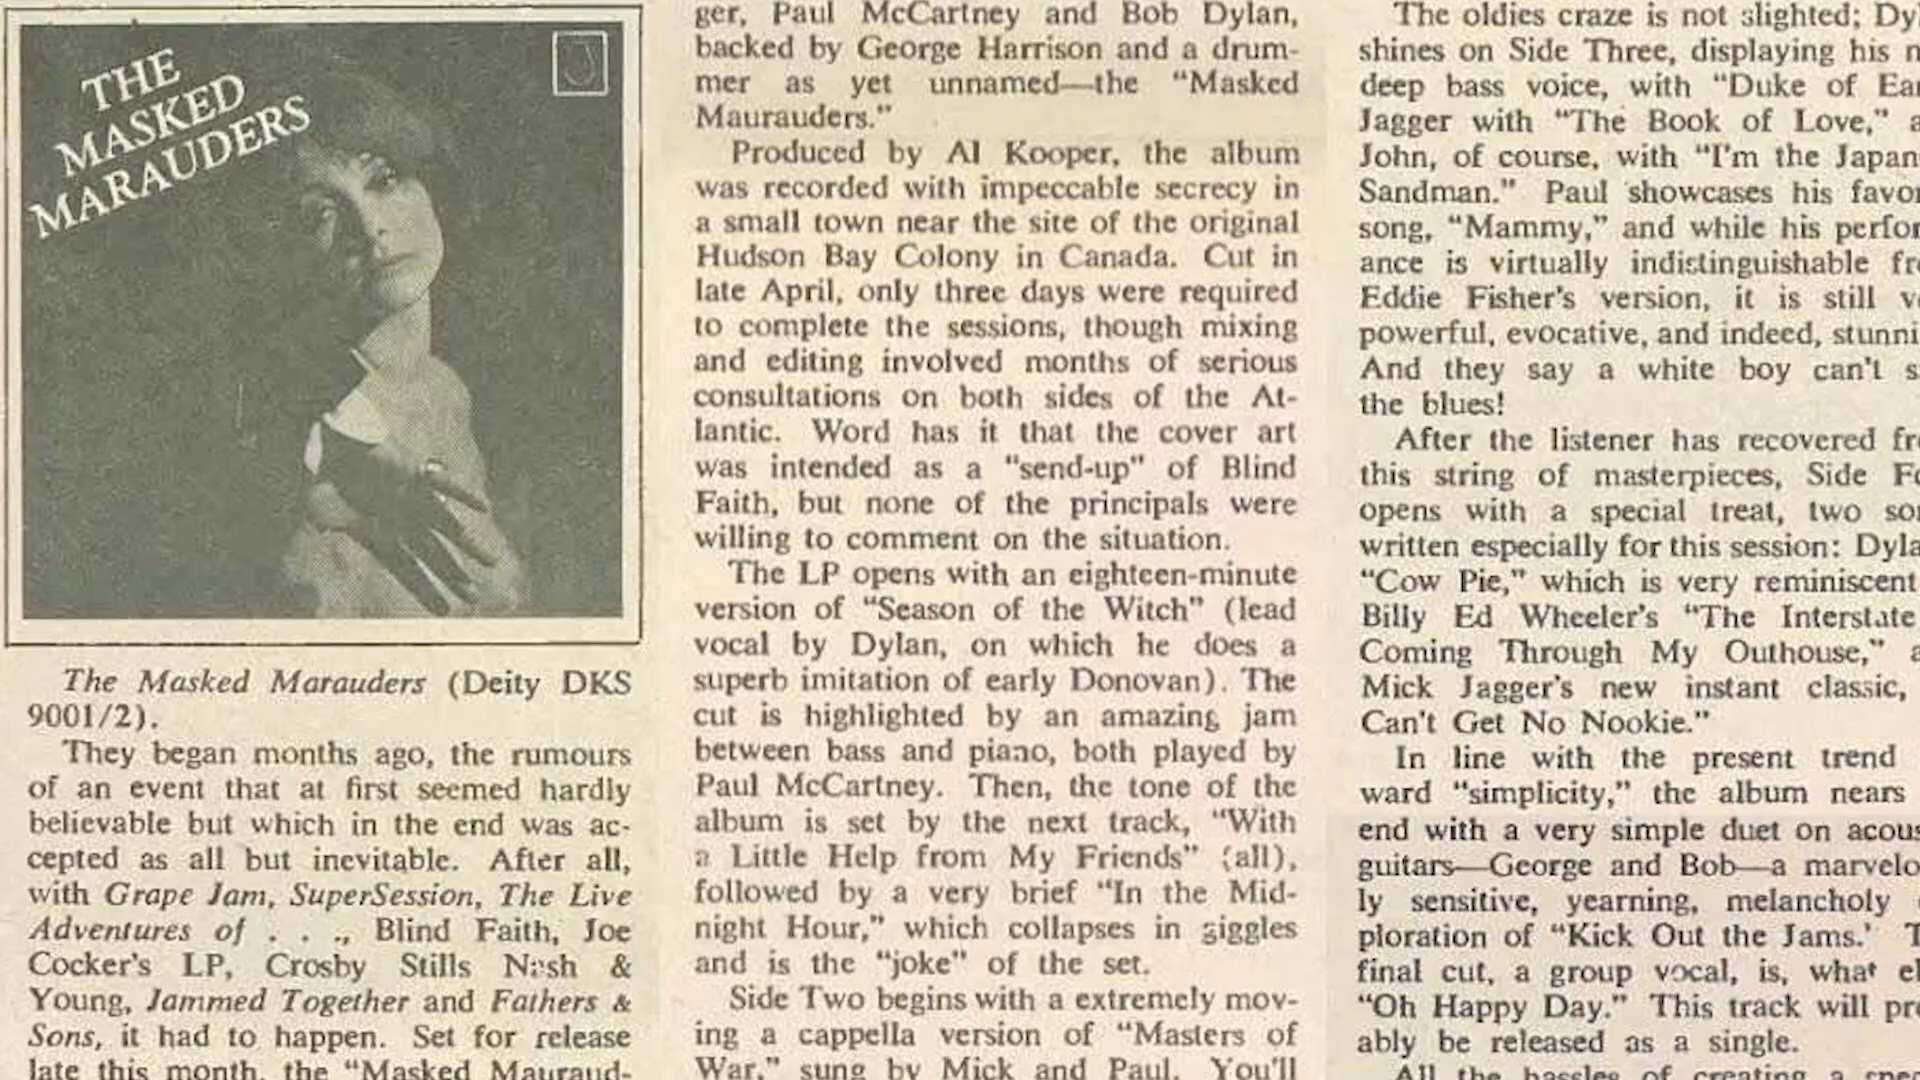 THE
MASKED
MARAUDERS
J
The Masked Marauders (Deity DKS
9001/2).
They began months ago, the rumours
of an event that at first seemed hardly
believable but which in the end was ac-
cepted as all but inevitable. After all,
with Grape Jam, SuperSession, The Live
Adventures of . . ., Blind Faith, Joe
Cocker's LP, Crosby Stills Nash &
Young, Jammed Together and Fathers &
Sons, it had to happen. Set for release
late this month, the "Masked Mauraud-
ger, Paul McCartney and Bob Dylan,
backed by George Harrison and a drum-
mer as yet unnamed—the "Masked
Maurauders."
Produced by Al Kooper, the album
was recorded with impeccable secrecy in
a small town near the site of the original
Hudson Bay Colony in Canada. Cut in
late April, only three days were required
to complete the sessions, though mixing
and editing involved months of serious
consultations on both sides of the At-
lantic. Word has it that the cover art
was intended as a "send-up" of Blind
Faith, but none of the principals were
willing to comment on the situation.
The LP opens with an eighteen-minute
version of "Season of the Witch" (lead
vocal by Dylan, on which he does a
superb imitation of early Donovan). The
cut is highlighted by an amazing jam
between bass and piano, both played by
Paul McCartney. Then, the tone of the
album is set by the next track, "With
a Little Help from My Friends" (all),
followed by a very brief "In the Mid-
night Hour," which collapses in giggles
and is the "joke" of the set.
Side Two begins with a extremely mov-
ing a cappella version of "Masters of
War," sung by Mick and Paul. You'll
The oldies craze is not slighted; Dy
shines on Side Three, displaying his n
deep bass voice, with "Duke of Ear
Jagger with "The Book of Love," a
John, of course, with "I'm the Japan
Sandman." Paul showcases his favor
song, "Mammy," and while his perfor
ance is virtually indistinguishable fro
Eddie Fisher's version, it is still ve
powerful, evocative, and indeed, stunni
And they say a white boy can't s
the blues!
After the listener has recovered fro
this string of masterpieces, Side Fo
opens with a special treat, two so
written especially for this session: Dyla
"Cow Pie," which is very reminiscent
Billy Ed Wheeler's "The Interstate
Coming Through My Outhouse," a
Mick Jagger's new instant classic,
Can't Get No Nookie."
In line with the present trend
ward "simplicity," the album nears
end with a very simple duet on acous
guitars—George and Bob—a marvelo
ly sensitive, yearning, melancholy
ploration of "Kick Out the Jams.' T
final cut, a group vocal, is, what el
"Oh Happy Day." This track will pro
ably be released as a single.
All the hassles of creating a spec